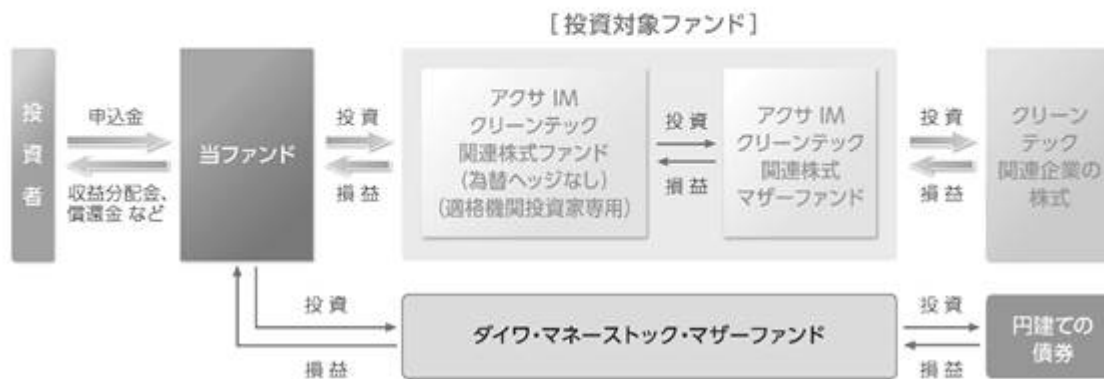 [投資対象ファンド]
投資者
申込金
収益分配金、
償還金 など
当ファンド
投資
損益
アクサ IM
クリーンテック
関連株式ファンド
(為替ヘッジなし)
(適格機関投資家専用)
投資
損益
アクサ IM
クリーンテック
関連株式
マザーファンド
投資
損益
クリーン
テック
関連企業の
株式
投資
損益
ダイワ・マネーストック・マザーファンド
投資
損益
円建ての
債券